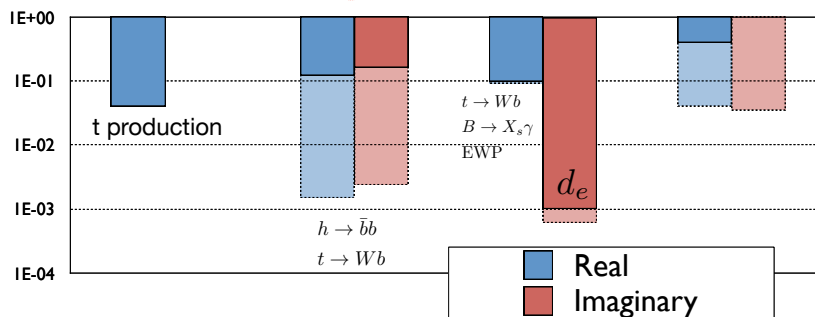 1E+00
1E-01
1E-02
1E-03
1E-04
t production
h → b̄b
t → Wb
t → Wb
B → X_sγ
EWP
d_e
Real
Imaginary